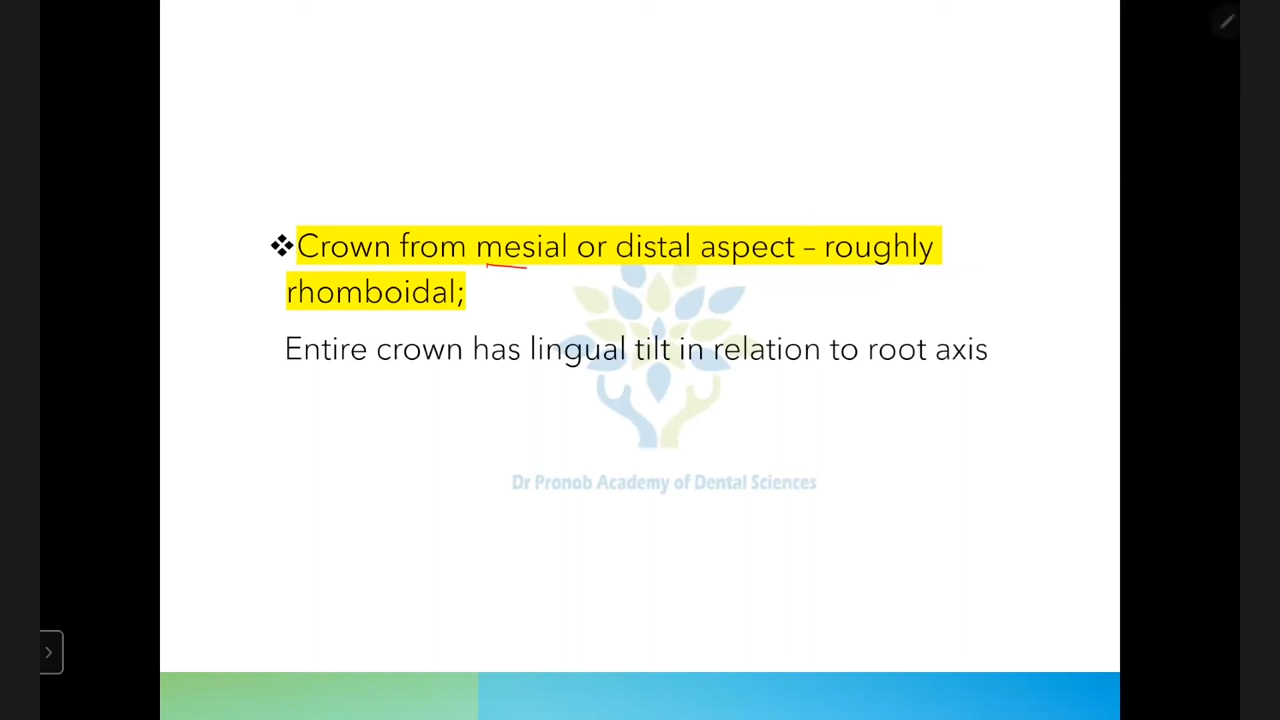 ❖Crown from mesial or distal aspect – roughly
rhomboidal;
Entire crown has lingual tilt in relation to root axis
Dr Pronob Academy of Dental Sciences